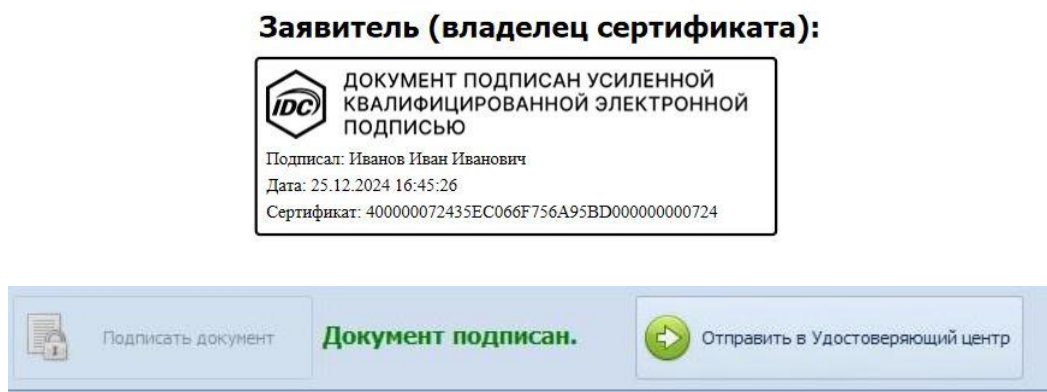 Заявитель (владелец сертификата):
IDC
ДОКУМЕНТ ПОДПИСАН УСИЛЕННОЙ
КВАЛИФИЦИРОВАННОЙ ЭЛЕКТРОННОЙ
ПОДПИСЬЮ
Подписал: Иванов Иван Иванович
Дата: 25.12.2024 16:45:26
Сертификат: 400000072435EC066F756A95BD000000000724
Подписать документ
Документ подписан.
Отправить в Удостоверяющий центр